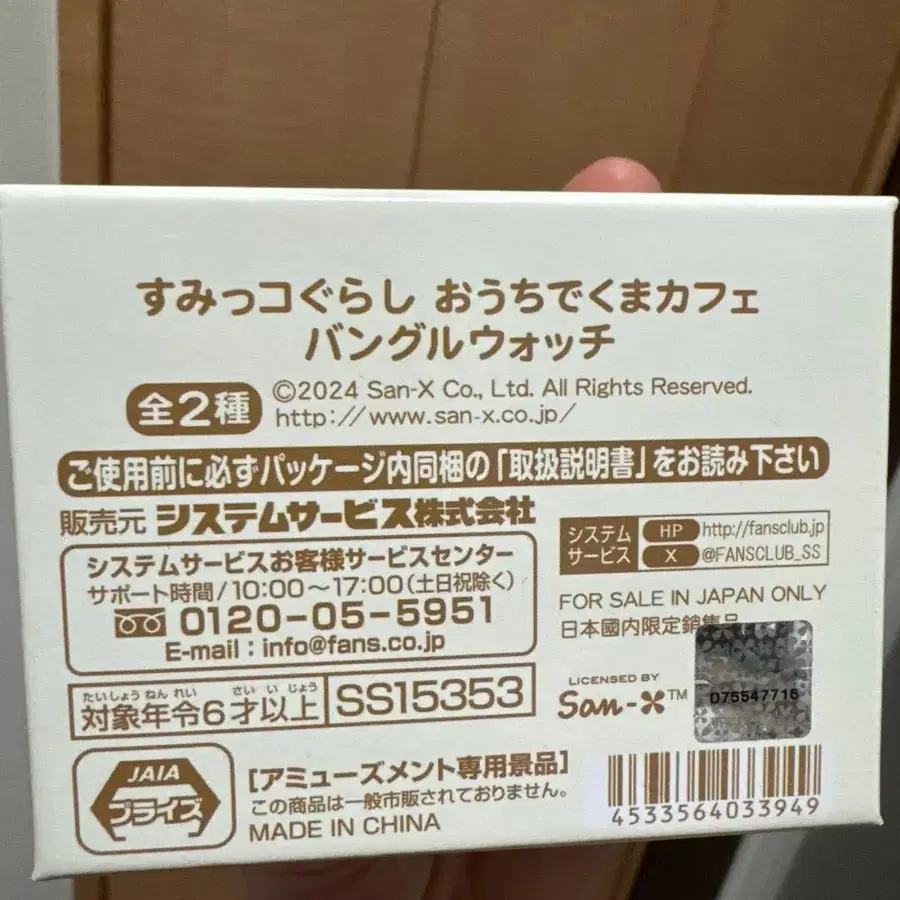 すみっコぐらし おうちでくまカフェ
バングルウォッチ
全2種
©2024 San-X Co., Ltd. All Rights Reserved.
http://www.san-x.co.jp/
ご使用前に必ずパッケージ内同梱の「取扱説明書」をお読み下さい
販売元 システムサービス株式会社
システムサービスお客様サービスセンター
サポート時間/10:00〜17:00(土日祝除く)
0120-05-5951
E-mail : info@fans.co.jp
システム
サービス
HP http://fansclub.jp
X @FANSCLUB_SS
FOR SALE IN JAPAN ONLY
日本國内限定銷售品
たいしょうねんれい さいいじょう
対象年令6才以上
SS15353
LICENSED BY
San-X™
D75547716
JAIA
プライズ
[アミューズメント専用景品]
この商品は一般市販されておりません。
MADE IN CHINA
4533564033949